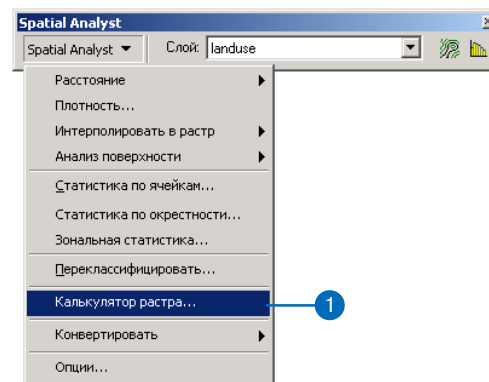 Spatial Analyst
Spatial Analyst Слой: landuse
Расстояние
Плотность...
Интерполировать в растр
Анализ поверхности
Статистика по ячейкам...
Статистика по окрестности...
Зональная статистика...
Переклассифицировать...
Калькулятор растра...
1
Конвертировать
Опции...